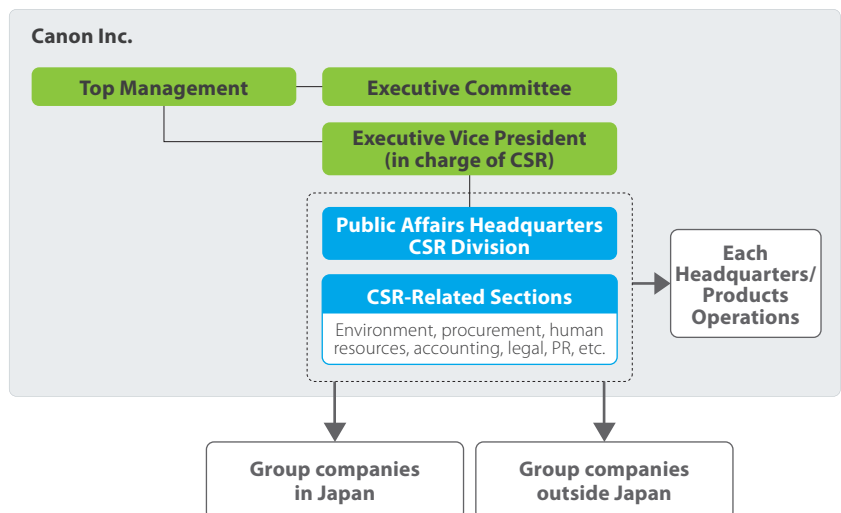 Canon Inc.
Top Management
Executive Committee
Executive Vice President
(in charge of CSR)
Public Affairs Headquarters
CSR Division
CSR-Related Sections
Environment, procurement, human
resources, accounting, legal, PR, etc.
Each
Headquarters/
Products
Operations
Group companies
in Japan
Group companies
outside Japan